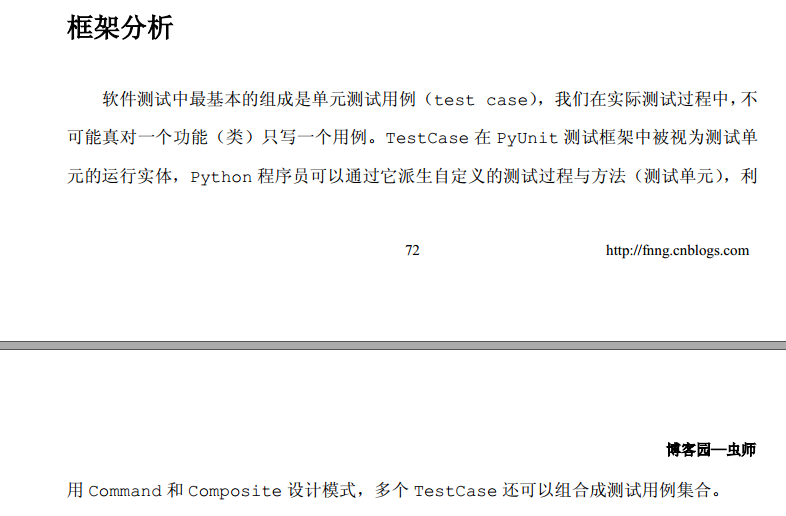 框架分析
软件测试中最基本的组成是单元测试用例（test case），我们在实际测试过程中，不
可能真对一个功能（类）只写一个用例。TestCase 在 PyUnit 测试框架中被视为测试单
元的运行实体，Python 程序员可以通过它派生自定义的测试过程与方法（测试单元），利
72 http://fnng.cnblogs.com
博客园—虫师
用 Command 和 Composite 设计模式，多个 TestCase 还可以组合成测试用例集合。